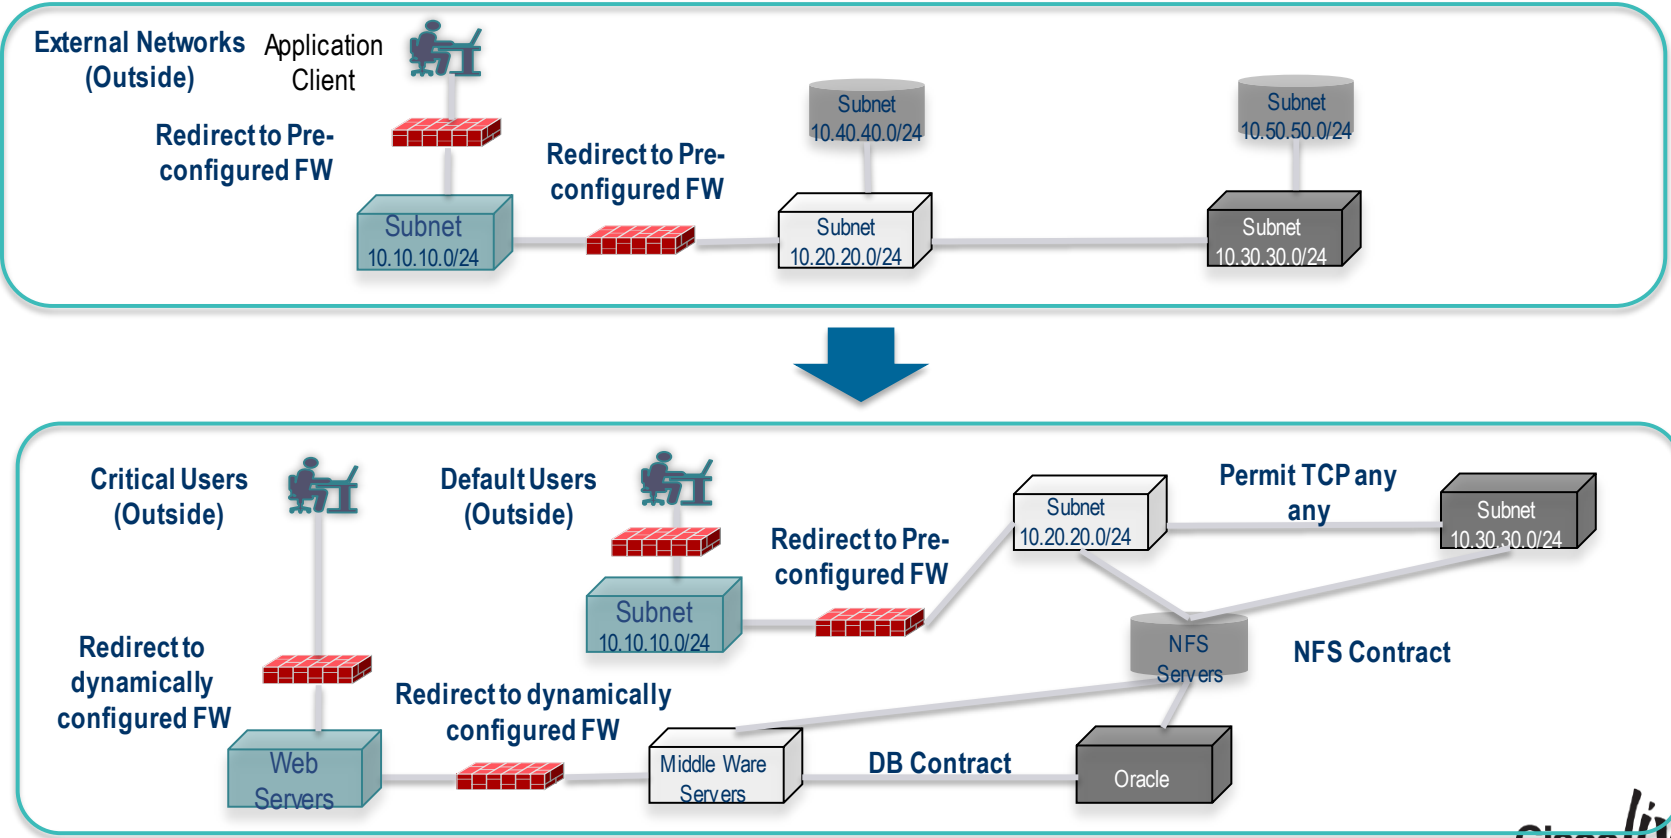 External Networks
(Outside)
Application
Client
Redirect to Pre-
configured FW
Redirect to Pre-
configured FW
Subnet
10.40.40.0/24
Subnet
10.50.50.0/24
Subnet
10.10.10.0/24
Subnet
10.20.20.0/24
Subnet
10.30.30.0/24
Critical Users
(Outside)
Default Users
(Outside)
Redirect to Pre-
configured FW
Subnet
10.20.20.0/24
Permit TCP any
any
Subnet
10.30.30.0/24
Subnet
10.10.10.0/24
Redirect to
dynamically
configured FW
Redirect to dynamically
configured FW
NFS
Servers
NFS Contract
Web
Servers
Middle Ware
Servers
DB Contract
Oracle